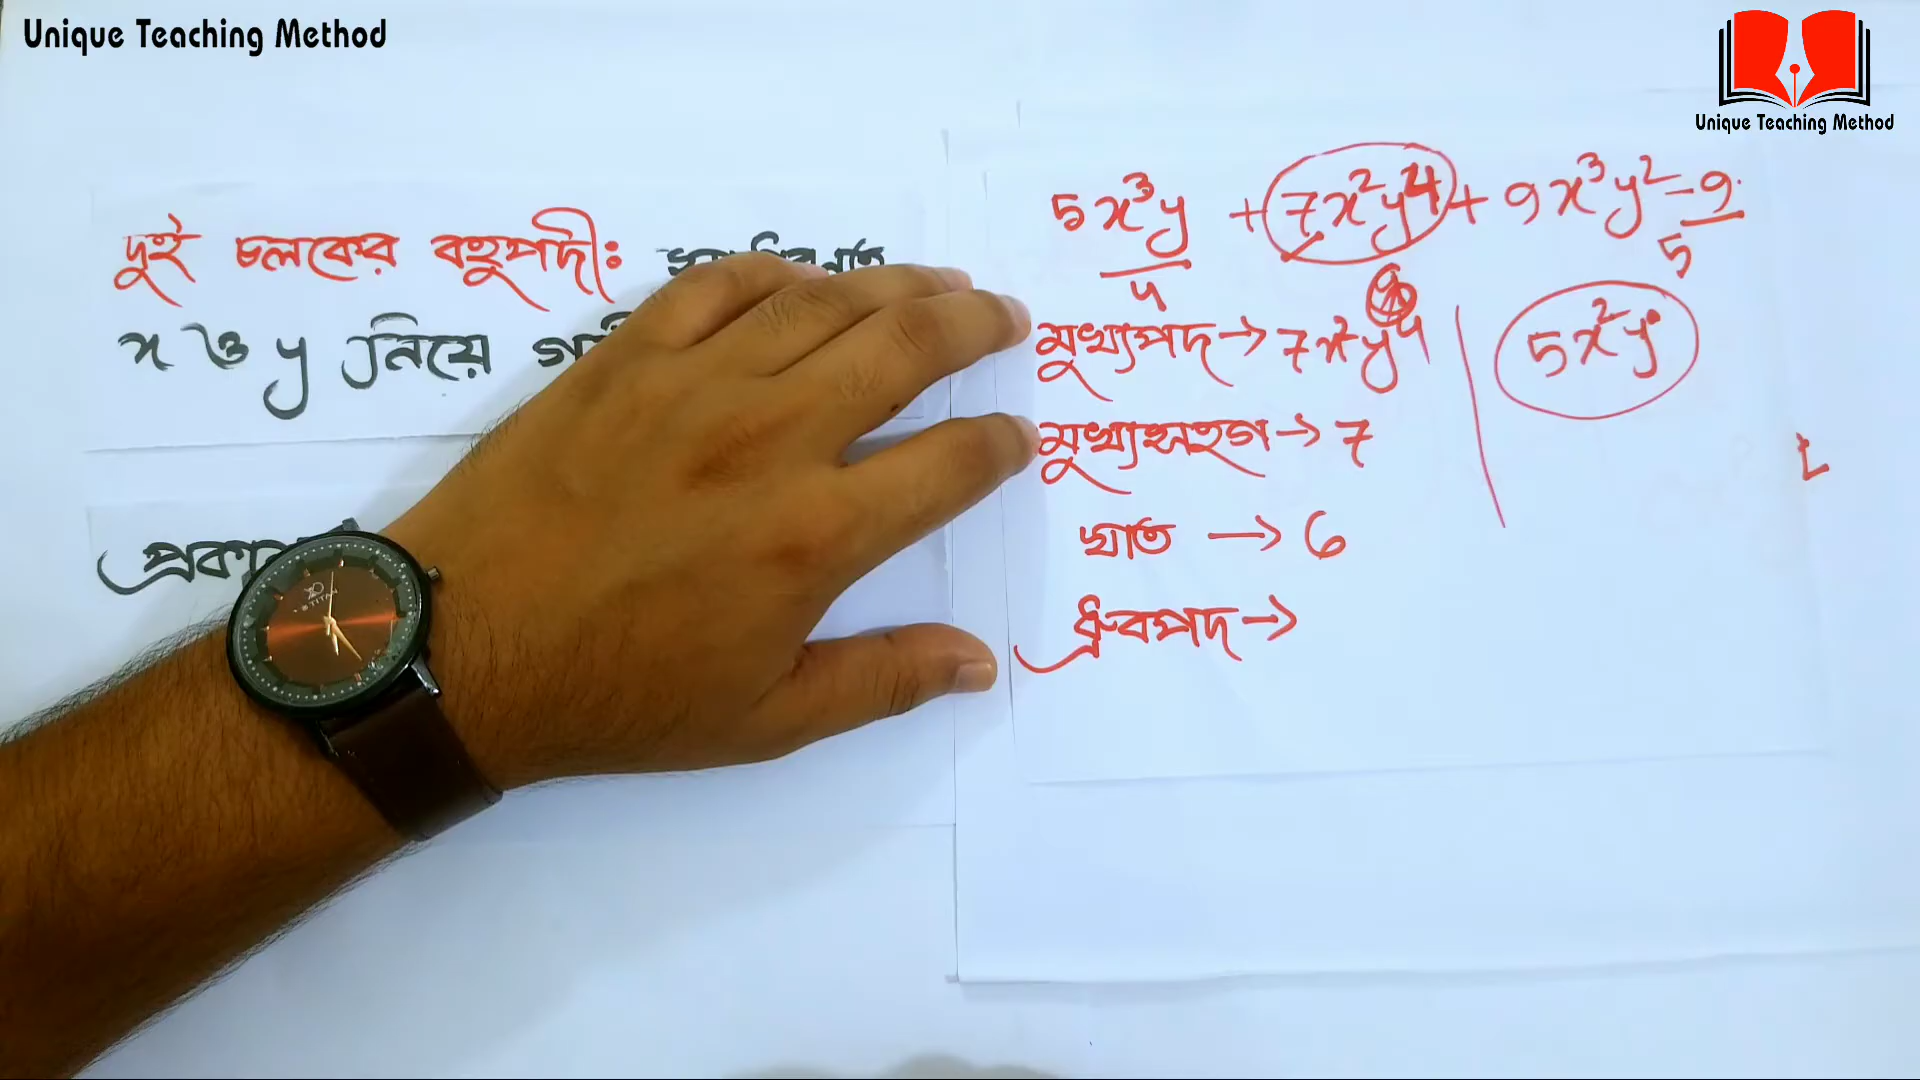 Unique Teaching Method
Unique Teaching Method
দুই চলকের বহুপদীঃ
x ও y নিয়ে
5x³y + 7x²y⁴ + 9x³y² - 9
4
5
মুখ্যপদ → 7x²y⁴
5x²y
মুখ্যসহগ → 7
ঘাত → 6
ধ্রুবপদ →